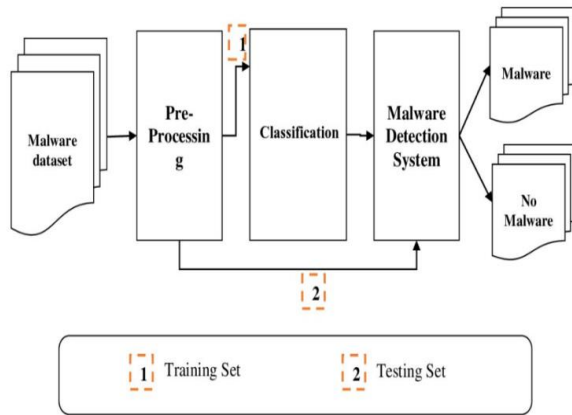 1
Malware
dataset
Pre-
Processin
g
Classification
Malware
Detection
System
Malware
No
Malware
2
1 Training Set
2 Testing Set